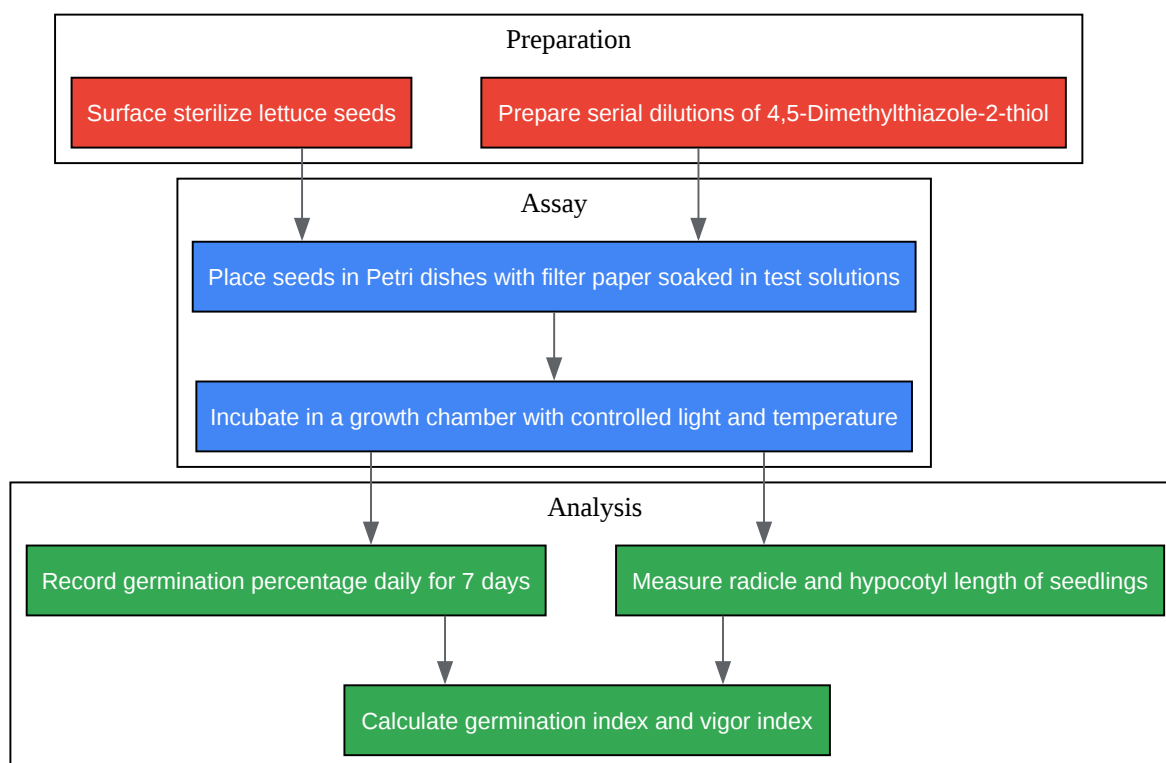 Preparation
Surface sterilize lettuce seeds
Prepare serial dilutions of 4,5-Dimethylthiazole-2-thiol
Assay
Place seeds in Petri dishes with filter paper soaked in test solutions
Incubate in a growth chamber with controlled light and temperature
Analysis
Record germination percentage daily for 7 days
Measure radicle and hypocotyl length of seedlings
Calculate germination index and vigor index